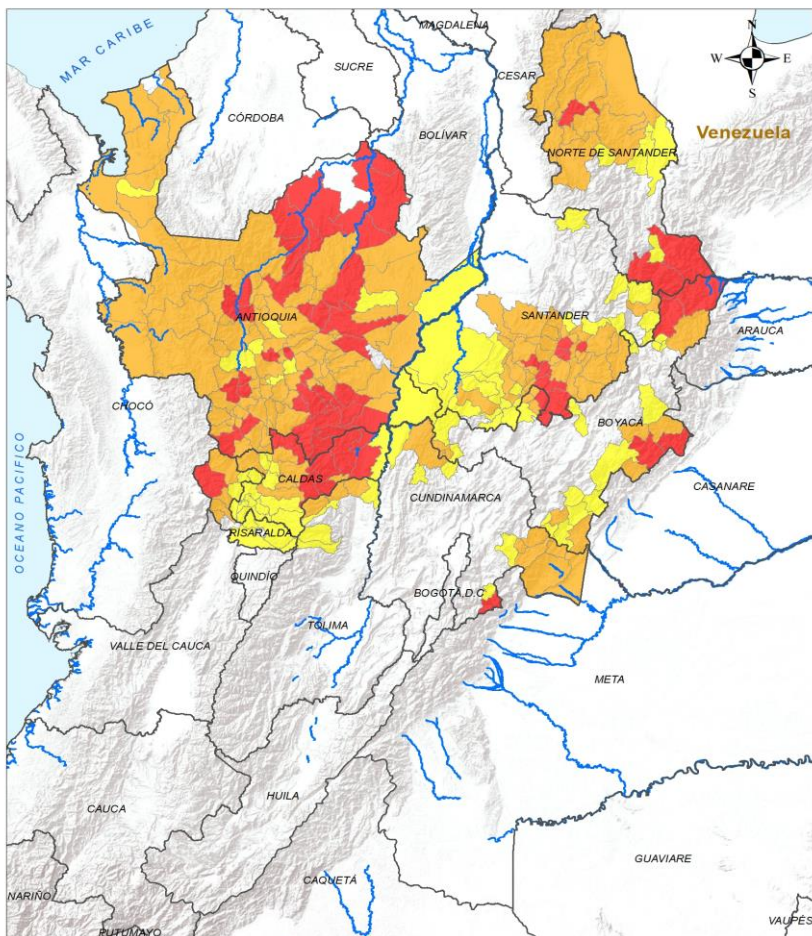 MAGDALENA
MAR CARIBE
SUCRE
N
W E
S
CESAR
CÓRDOBA
BOLÍVAR
Venezuela
NORTE DE SANTANDER
ANTIOQUIA
SANTANDER
ARAUCA
CHOCÓ
BOYACÁ
OCEANO PACIFICO
CALDAS
CASANARE
CUNDINAMARCA
RISARALDA
QUINDÍO
BOGOTÁ D.C
TOLIMA
VALLE DEL CAUCA
META
HUILA
CAUCA
GUAVIARE
CAQUETÁ
NARIÑO
VAUPÉS
PUTUMAYO